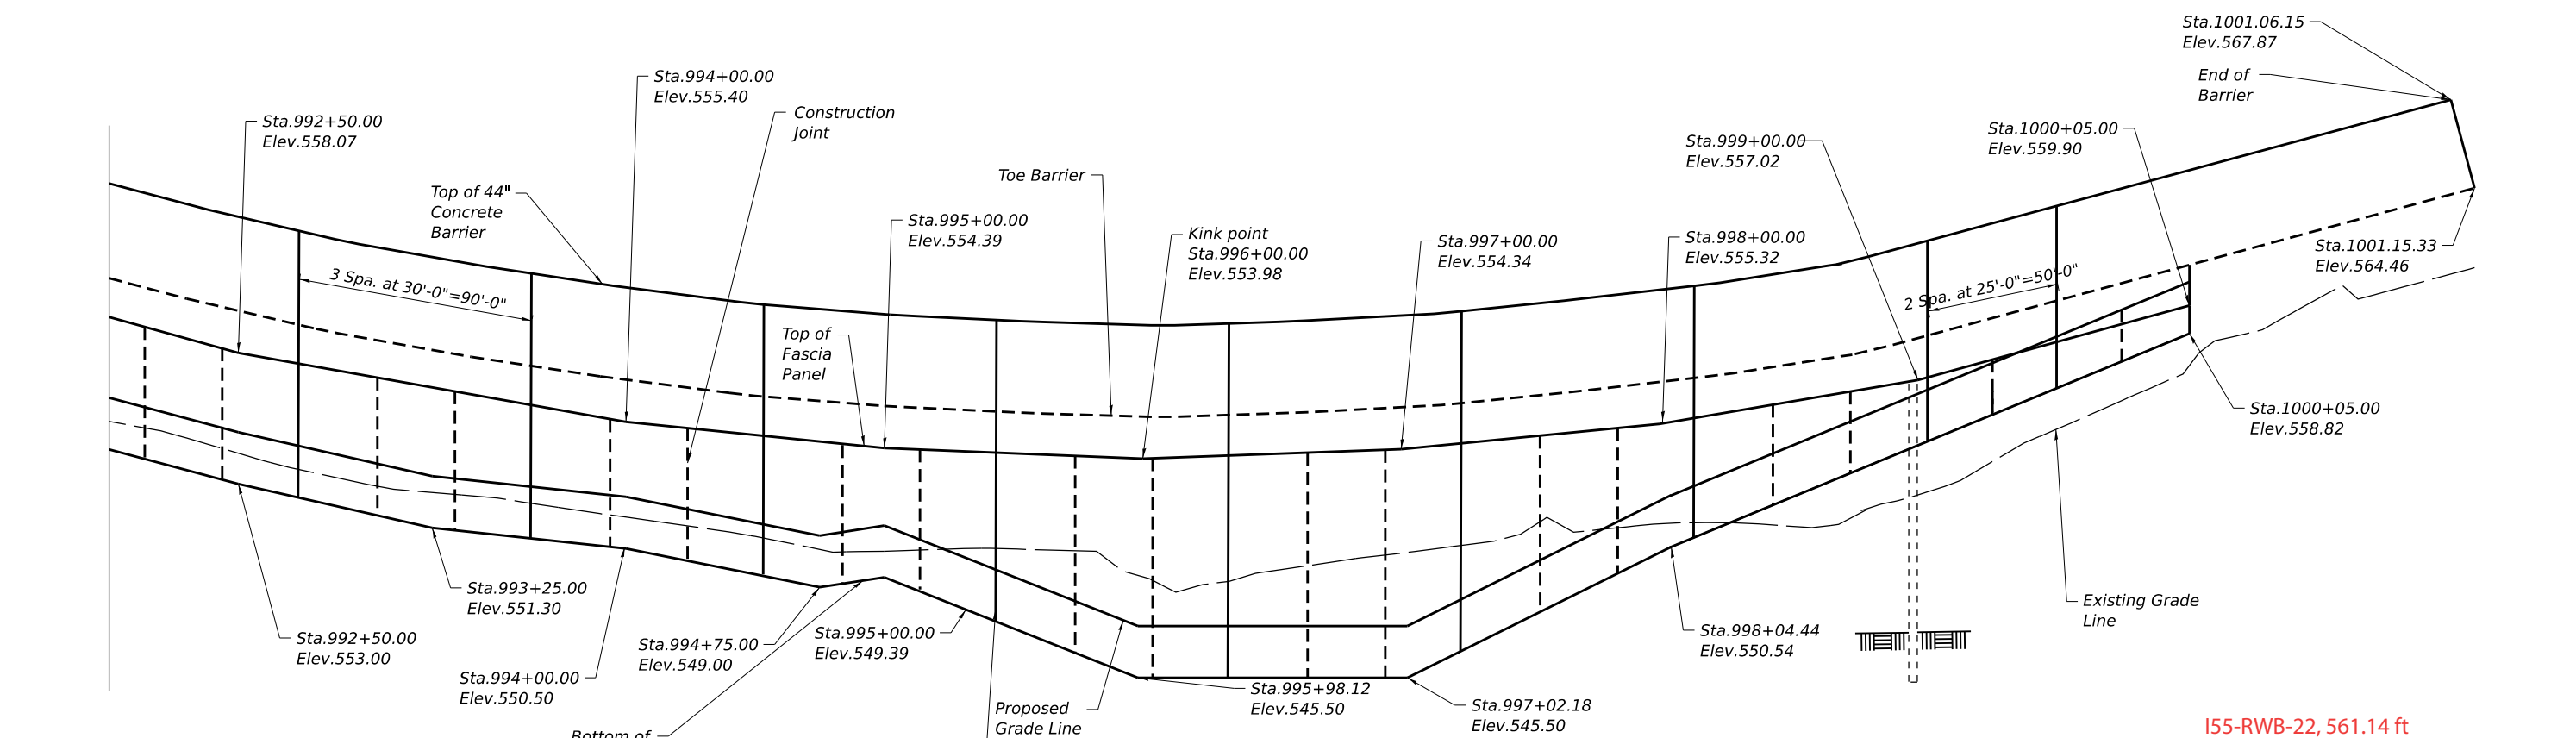 Sta.1001.06.15
Elev.567.87
End of
Barrier
Sta.994+00.00
Elev.555.40
Construction
Joint
Sta.992+50.00
Elev.558.07
Sta.1000+05.00
Elev.559.90
Sta.999+00.00
Elev.557.02
Toe Barrier
Top of 44"
Concrete
Barrier
Sta.995+00.00
Elev.554.39
Kink point
Sta.996+00.00
Elev.553.98
Sta.997+00.00
Elev.554.34
Sta.998+00.00
Elev.555.32
Sta.1001.15.33
Elev.564.46
3 Spa. at 30'-0"=90'-0"
2 Spa. at 25'-0"=50'-0"
Top of
Fascia
Panel
Sta.1000+05.00
Elev.558.82
Sta.993+25.00
Elev.551.30
Existing Grade
Line
Sta.992+50.00
Elev.553.00
Sta.994+75.00
Elev.549.00
Sta.995+00.00
Elev.549.39
Sta.998+04.44
Elev.550.54
Sta.994+00.00
Elev.550.50
Sta.995+98.12
Elev.545.50
Proposed
Grade Line
Sta.997+02.18
Elev.545.50
Bottom of
I55-RWB-22, 561.14 ft